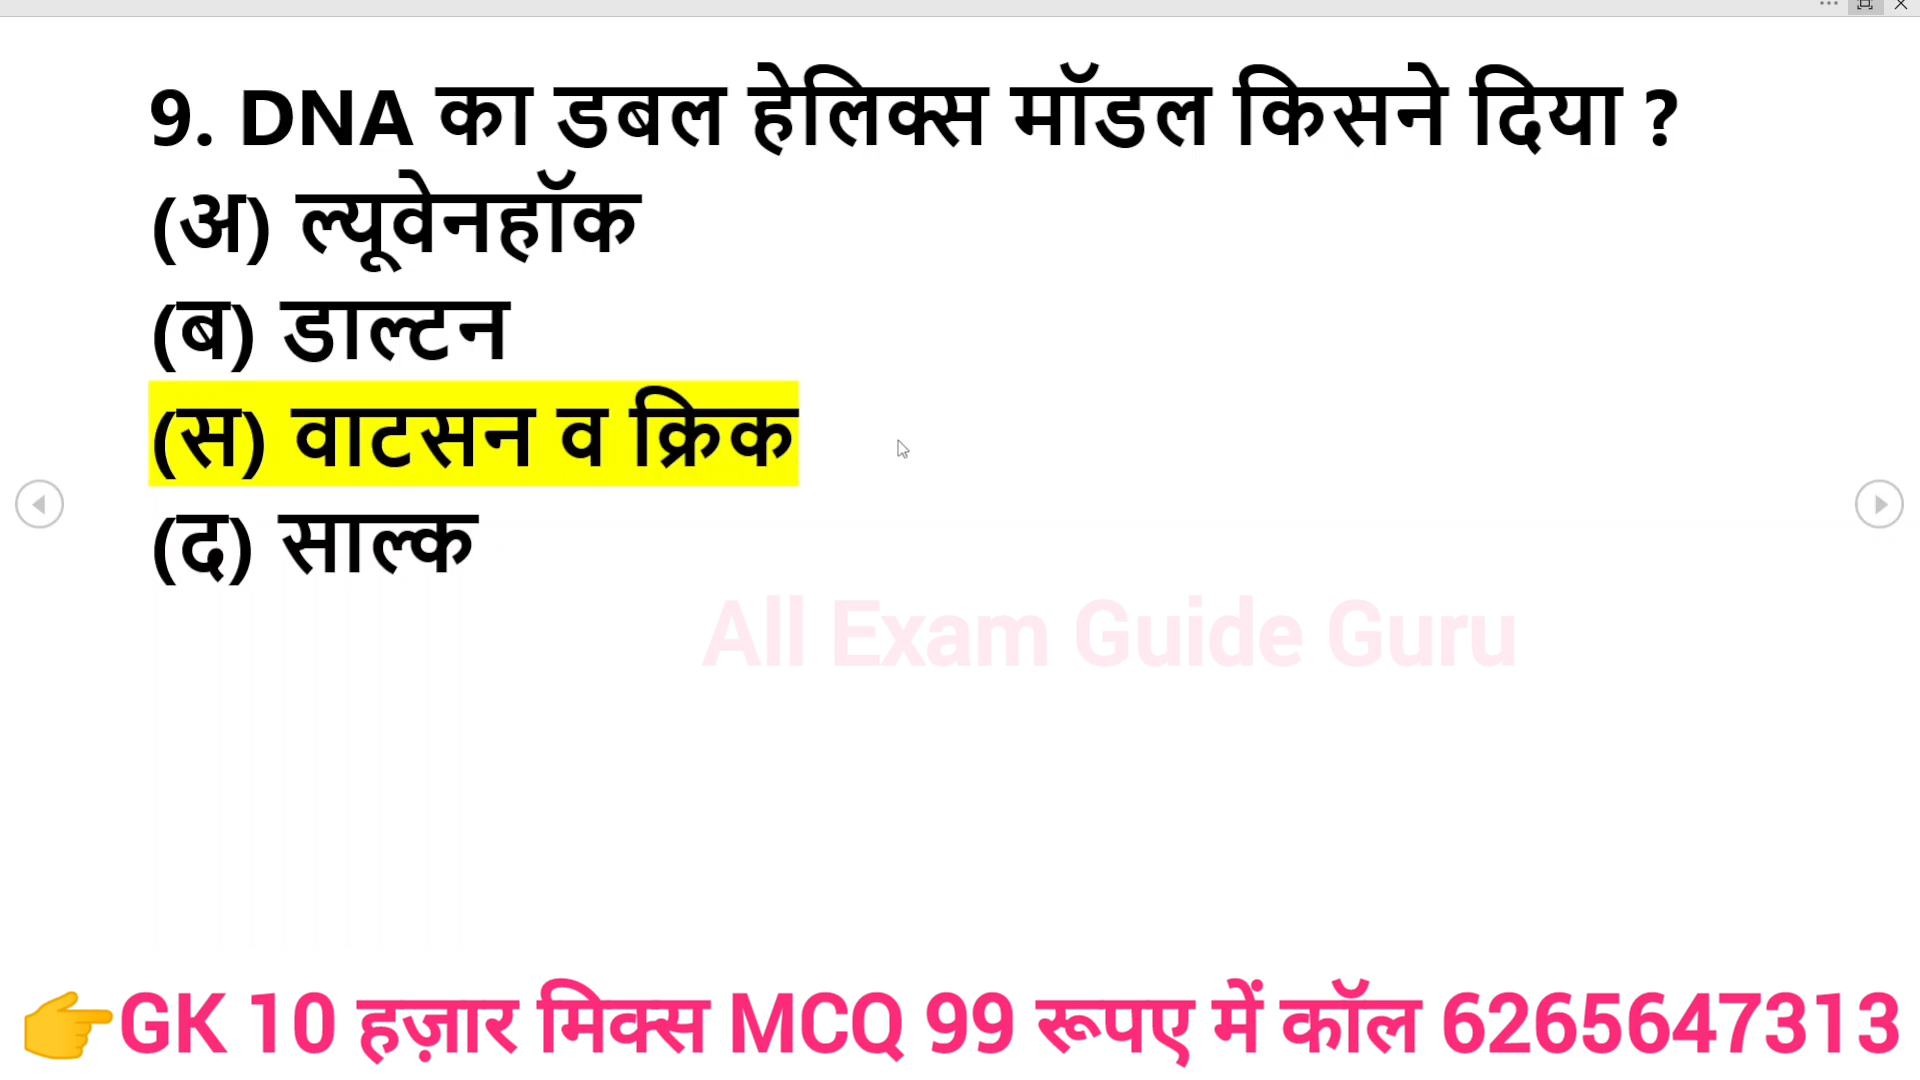 9. DNA का डबल हेलिक्स मॉडल किसने दिया ?
(अ) ल्यूवेनहॉक
(ब) डाल्टन
(स) वाटसन व क्रिक
(द) साल्क
All Exam Guide Guru
👉GK 10 हज़ार मिक्स MCQ 99 रूपए में कॉल 6265647313